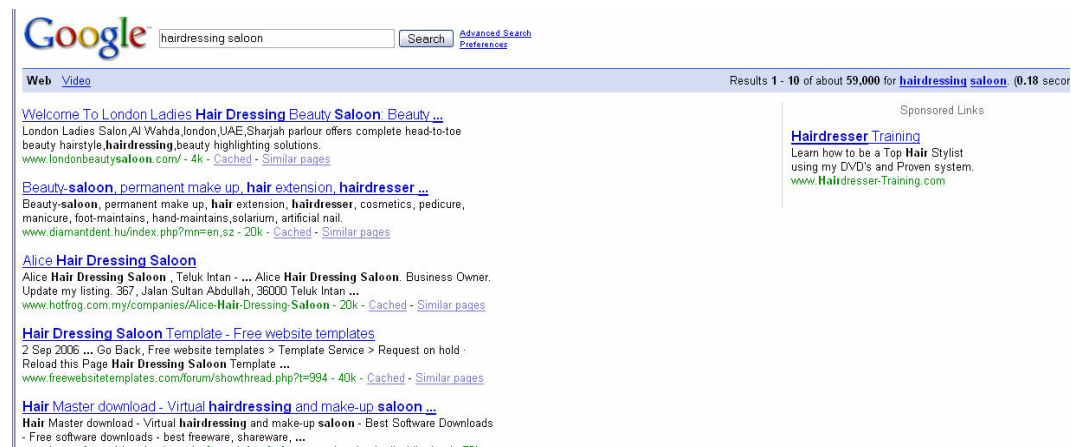 Google hairdressing saloon Search Advanced Search
Preferences
Web Video Results 1 - 10 of about 59,000 for hairdressing saloon. (0.18 secon
Welcome To London Ladies Hair Dressing Beauty Saloon: Beauty ...
London Ladies Salon,Al Wahda,london,UAE,Sharjah parlour offers complete head-to-toe
beauty hairstyle,hairdressing,beauty highlighting solutions.
www.londonbeautysaloon.com/ - 4k - Cached - Similar pages
Beauty-saloon, permanent make up, hair extension, hairdresser ...
Beauty-saloon, permanent make up, hair extension, hairdresser, cosmetics, pedicure,
manicure, foot-maintains, hand-maintains,solarium, artificial nail.
www.diamantdent.hu/index.php?mn=en,sz - 20k - Cached - Similar pages
Alice Hair Dressing Saloon
Alice Hair Dressing Saloon , Teluk Intan - ... Alice Hair Dressing Saloon. Business Owner.
Update my listing. 367, Jalan Sultan Abdullah, 36000 Teluk Intan ...
www.hotfrog.com.my/companies/Alice-Hair-Dressing-Saloon - 20k - Cached - Similar pages
Hair Dressing Saloon Template - Free website templates
2 Sep 2006 ... Go Back, Free website templates > Template Service > Request on hold ·
Reload this Page Hair Dressing Saloon Template ...
www.freewebsitetemplates.com/forum/showthread.php?t=994 - 40k - Cached - Similar pages
Hair Master download - Virtual hairdressing and make-up saloon ...
Hair Master download - Virtual hairdressing and make-up saloon - Best Software Downloads
- Free software downloads - best freeware, shareware, ...
Sponsored Links
Hairdresser Training
Learn how to be a Top Hair Stylist
using my DVD's and Proven system.
www.Hairdresser-Training.com